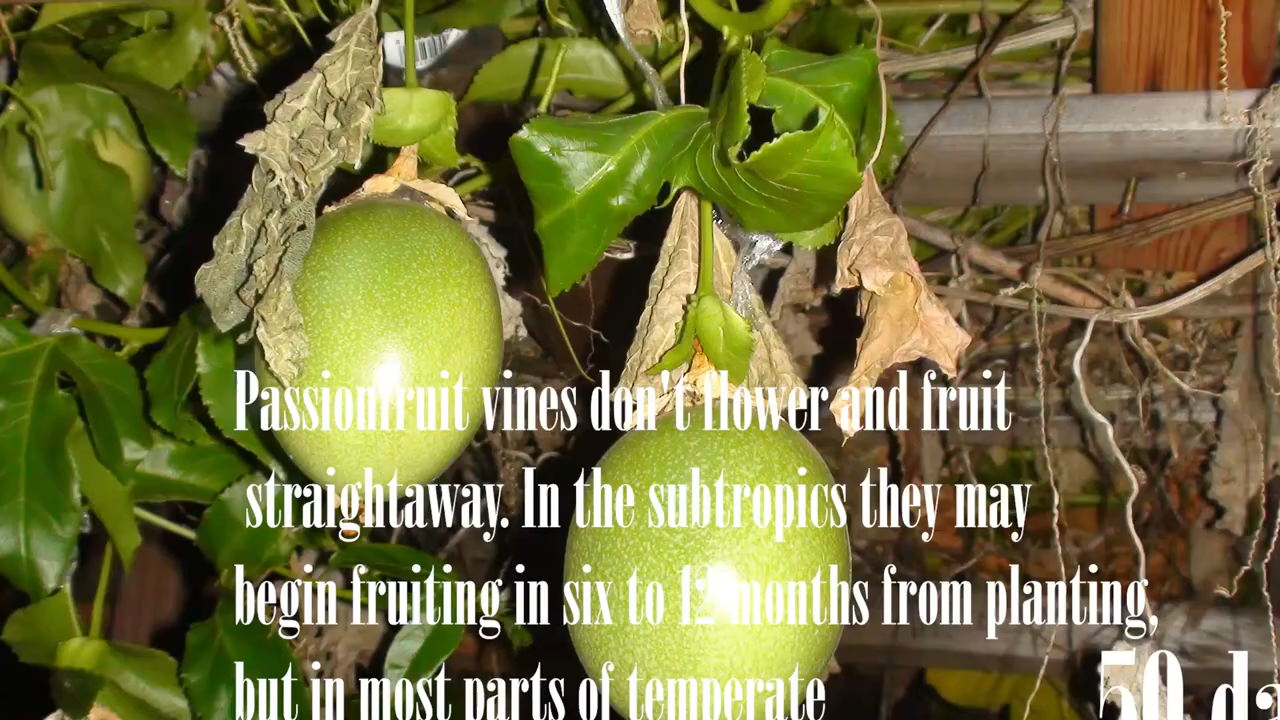 Passionfruit vines don't flower and fruit
straightaway. In the subtropics they may
begin fruiting in six to 12 months from planting,
but in most parts of temperate
50